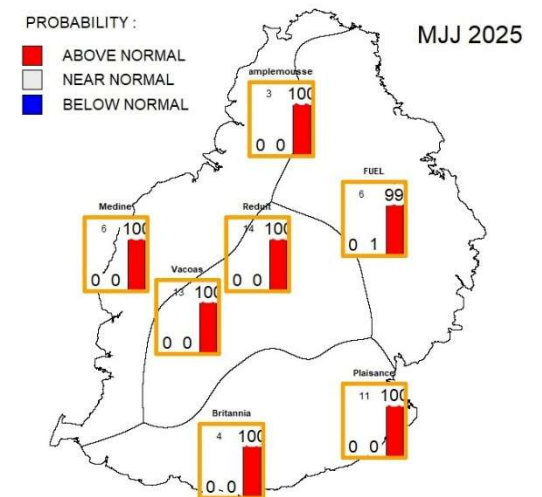 PROBABILITY :
MJJ 2025
ABOVE NORMAL
NEAR NORMAL
BELOW NORMAL
amplemousse
3 100
0 0
FUEL
6 99
0 1
Medine
6 100
0 0
Reduit
14 100
0 0
Vacoas
13 100
0 0
Plaisance
11 100
0 0
Britannia
4 100
0 0